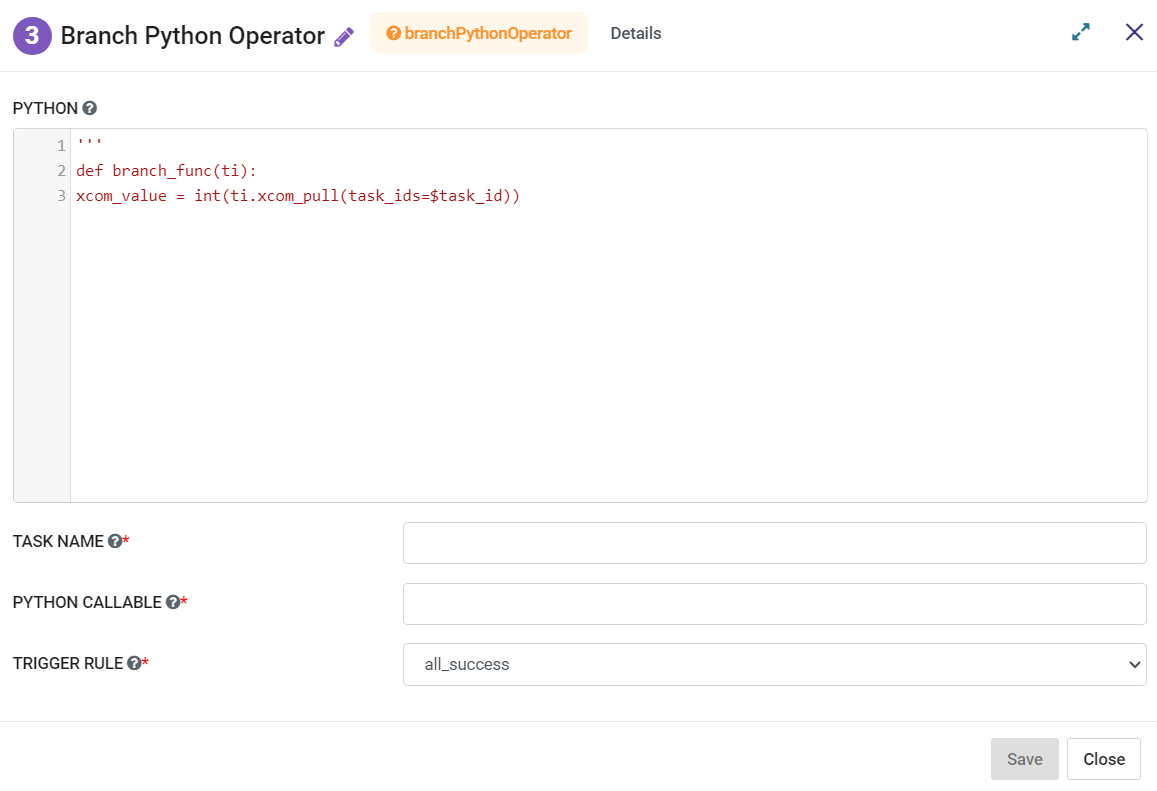 3 Branch Python Operator branchPythonOperator Details
PYTHON
1 '''
2 def branch_func(ti):
3 xcom_value = int(ti.xcom_pull(task_ids=$task_id))
TASK NAME *
PYTHON CALLABLE *
TRIGGER RULE * all_success
Save Close